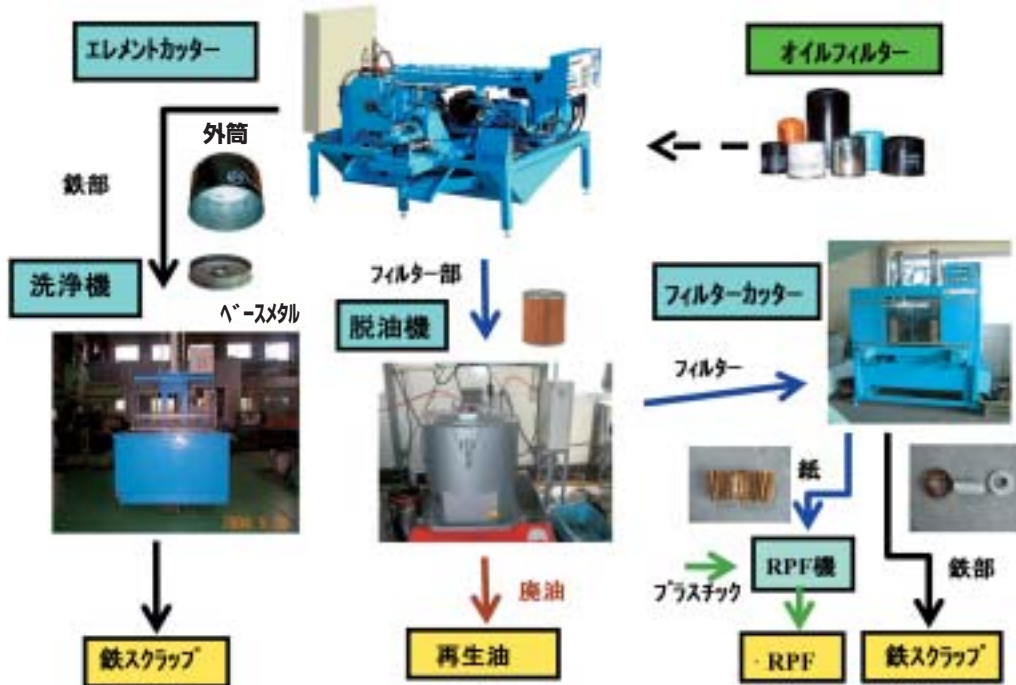 エレメントカッター
オイルフィルター
外筒
鉄部
洗浄機
ベースメタル
フィルター部
脱油機
フィルターカッター
フィルター
紙
RPF機
プラスチック
鉄部
廃油
鉄スクラップ
再生油
・RPF
鉄スクラップ